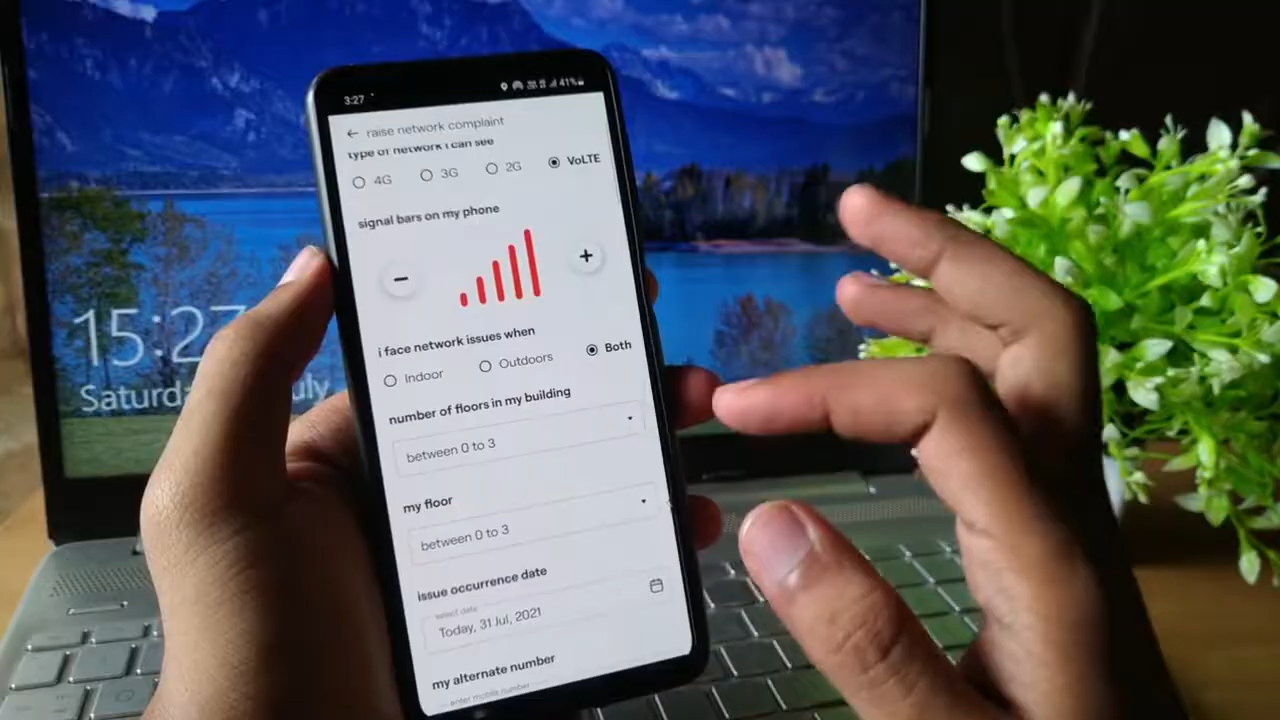 3:27
41%
raise network complaint
type of network i can see
4G 3G 2G VoLTE
signal bars on my phone
i face network issues when
Indoor Outdoors Both
number of floors in my building
between 0 to 3
my floor
between 0 to 3
issue occurrence date
select date
Today, 31 Jul, 2021
my alternate number
enter mobile number
15:27